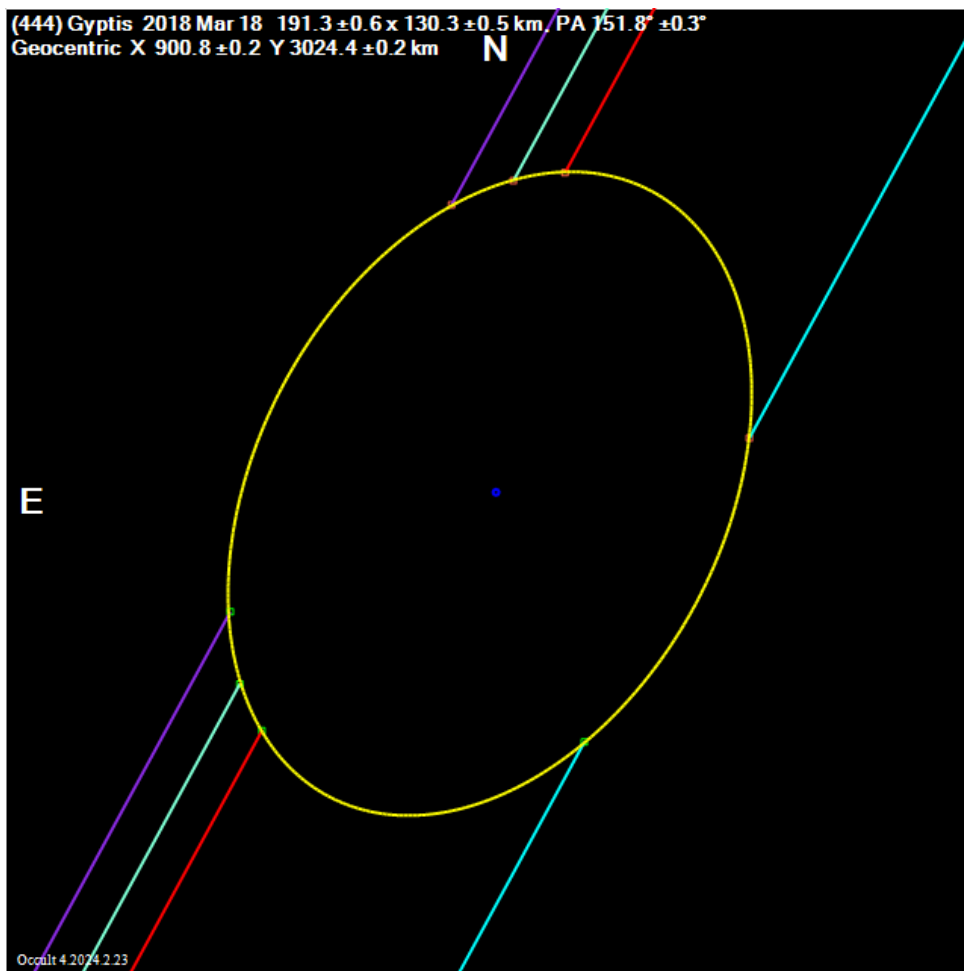 (444) Gyptis 2018 Mar 18 191.3 ±0.6 x 130.3 ±0.5 km, PA 151.8° ±0.3°
Geocentric X 900.8 ±0.2 Y 3024.4 ±0.2 km
N
E
Occult 4.2024.2.23